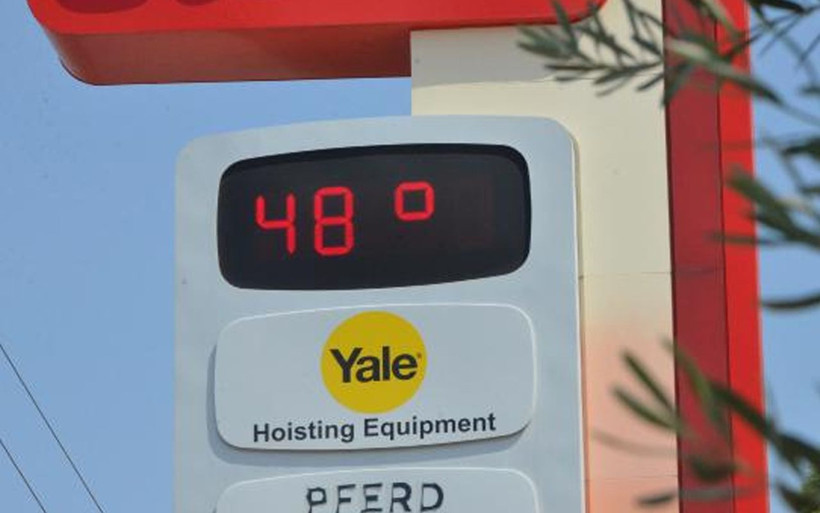 48°
Yale
Hoisting Equipment
PFERD